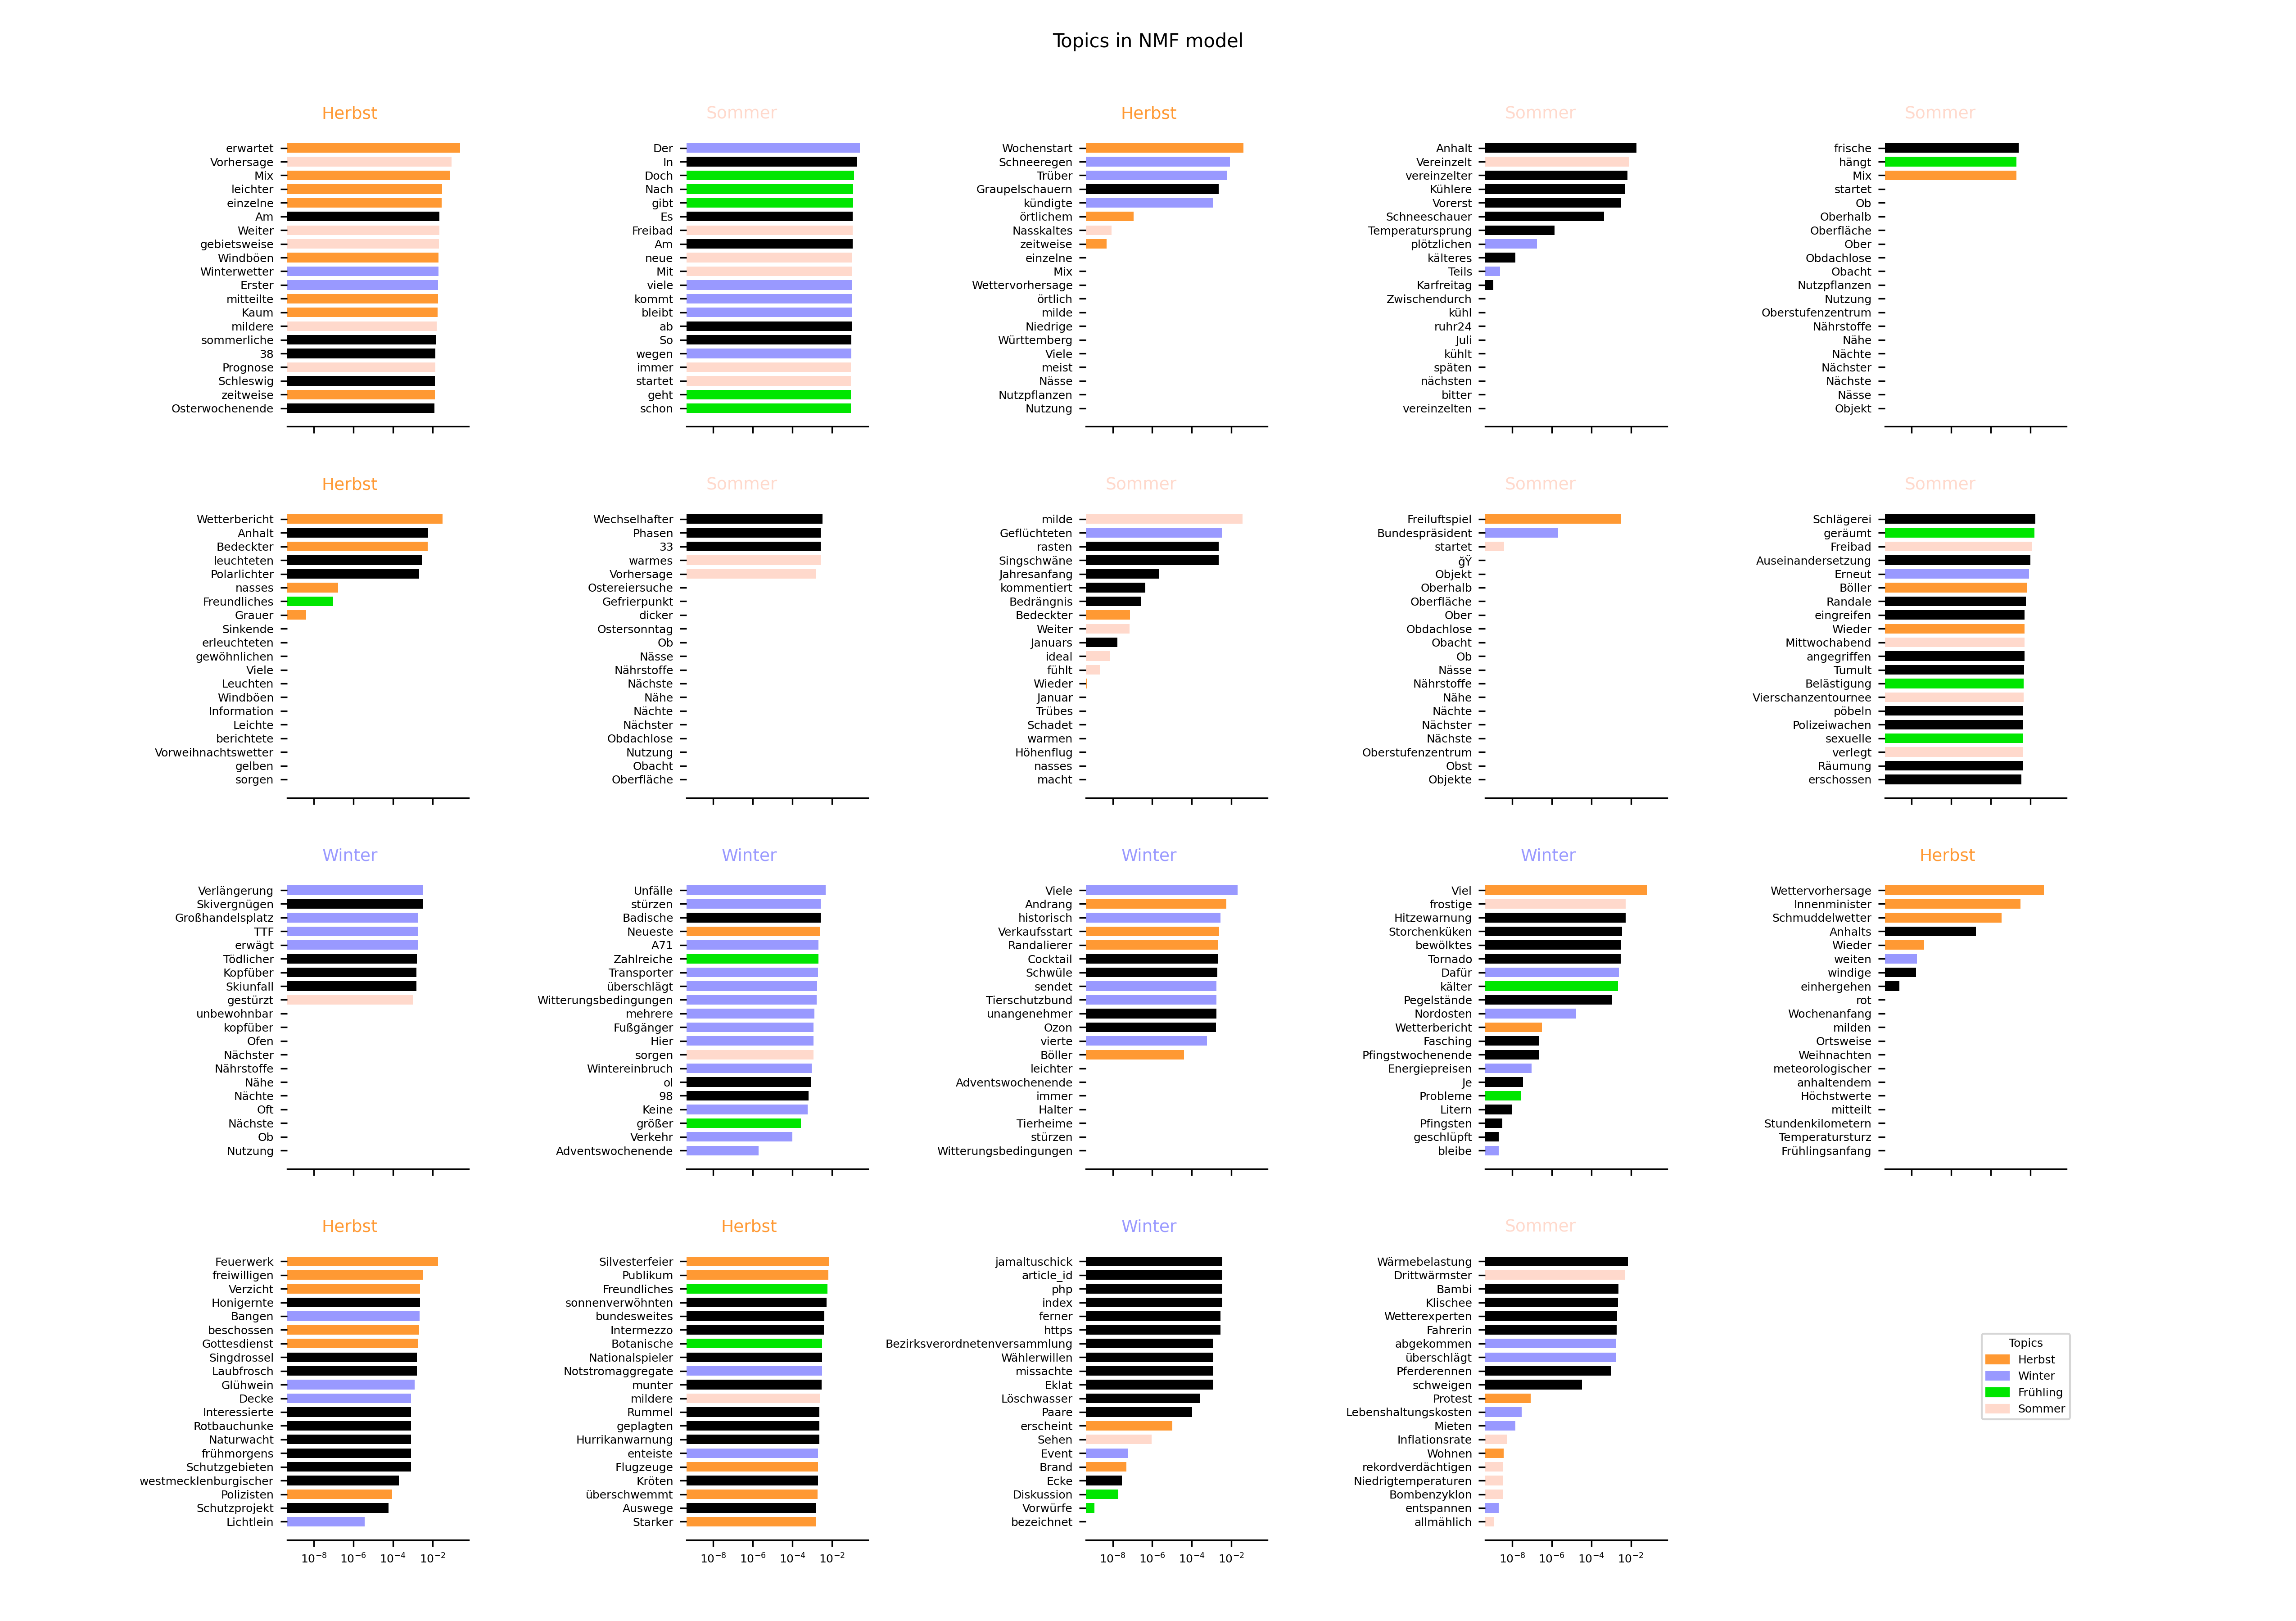 Topics in NMF model
Herbst
erwartet
Vorhersage
Mix
leichter
einzelne
Am
Weiter
gebietsweise
Windböen
Winterwetter
Erster
mitteilte
Kaum
mildere
sommerliche
38
Prognose
Schleswig
zeitweise
Osterwochenende
Sommer
Der
In
Doch
Nach
gibt
Es
Freibad
Am
neue
Mit
viele
kommt
bleibt
ab
So
wegen
immer
startet
geht
schon
Herbst
Wochenstart
Schneeregen
Trüber
Graupelschauern
kündigte
örtlichem
Nasskaltes
zeitweise
einzelne
Mix
Wettervorhersage
örtlich
milde
Niedrige
Württemberg
Viele
meist
Nässe
Nutzpflanzen
Nutzung
Sommer
Anhalt
Vereinzelt
vereinzelter
Kühlere
Vorerst
Schneeschauer
Temperatursprung
plötzlichen
kälteres
Teils
Karfreitag
Zwischendurch
kühl
ruhr24
Juli
kühlt
späten
nächsten
bitter
vereinzelten
Sommer
frische
hängt
Mix
startet
Ob
Oberhalb
Oberfläche
Ober
Obdachlose
Obacht
Nutzpflanzen
Nutzung
Oberstufenzentrum
Nährstoffe
Nähe
Nächte
Nächster
Nächste
Nässe
Objekt
Herbst
Wetterbericht
Anhalt
Bedeckter
leuchteten
Polarlichter
nasses
Freundliches
Grauer
Sinkende
erleuchteten
gewöhnlichen
Viele
Leuchten
Windböen
Information
Leichte
berichtete
Vorweihnachtswetter
gelben
sorgen
Sommer
Wechselhafter
Phasen
33
warmes
Vorhersage
Ostereiersuche
Gefrierpunkt
dicker
Ostersonntag
Ob
Nässe
Nährstoffe
Nächste
Nähe
Nächte
Nächster
Obdachlose
Nutzung
Obacht
Oberfläche
Sommer
milde
Geflüchteten
rasten
Singschwäne
Jahresanfang
kommentiert
Bedrängnis
Bedeckter
Weiter
Januars
ideal
fühlt
Wieder
Januar
Trübes
Schadet
warmen
Höhenflug
nasses
macht
Sommer
Freiluftspiel
Bundespräsident
startet
ğŸ
Objekt
Oberhalb
Oberfläche
Ober
Obdachlose
Obacht
Ob
Nässe
Nährstoffe
Nähe
Nächte
Nächster
Nächste
Oberstufenzentrum
Obst
Objekte
Sommer
Schlägerei
geräumt
Freibad
Auseinandersetzung
Erneut
Böller
Randale
eingreifen
Wieder
Mittwochabend
angegriffen
Tumult
Belästigung
Vierschanzentournee
pöbeln
Polizeiwachen
sexuelle
verlegt
Räumung
erschossen
Winter
Verlängerung
Skivergnügen
Großhandelsplatz
TTF
erwägt
Tödlicher
Kopfüber
Skiunfall
gestürzt
unbewohnbar
kopfüber
Ofen
Nächster
Nährstoffe
Nähe
Nächte
Oft
Nächste
Ob
Nutzung
Winter
Unfälle
stürzen
Badische
Neueste
A71
Zahlreiche
Transporter
überschlägt
Witterungsbedingungen
mehrere
Fußgänger
Hier
sorgen
Wintereinbruch
ol
98
Keine
größer
Verkehr
Adventswochenende
Winter
Viele
Andrang
historisch
Verkaufsstart
Randalierer
Cocktail
Schwüle
sendet
Tierschutzbund
unangenehmer
Ozon
vierte
Böller
leichter
Adventswochenende
immer
Halter
Tierheime
stürzen
Witterungsbedingungen
Winter
Viel
frostige
Hitzewarnung
Storchenküken
bewölktes
Tornado
Dafür
kälter
Pegelstände
Nordosten
Wetterbericht
Fasching
Pfingstwochenende
Energiepreisen
Je
Probleme
Litern
Pfingsten
geschlüpft
bleibe
Herbst
Wettervorhersage
Innenminister
Schmuddelwetter
Anhalts
Wieder
weiten
windige
einhergehen
rot
Wochenanfang
milden
Ortsweise
Weihnachten
meteorologischer
anhaltendem
Höchstwerte
mitteilt
Stundenkilometern
Temperatursturz
Frühlingsanfang
Herbst
Feuerwerk
freiwilligen
Verzicht
Honigernte
Bangen
beschossen
Gottesdienst
Singdrossel
Laubfrosch
Glühwein
Decke
Interessierte
Rotbauchunke
Naturwacht
frühmorgens
Schutzgebieten
westmecklenburgischer
Polizisten
Schutzprojekt
Lichtlein
10⁻⁸ 10⁻⁶ 10⁻⁴ 10⁻²
Herbst
Silvesterfeier
Publikum
Freundliches
sonnenverwöhnten
bundesweites
Intermezzo
Botanische
Nationalspieler
Notstromaggregate
munter
mildere
Rummel
geplagten
Hurrikanwarnung
enteiste
Flugzeuge
Kröten
überschwemmt
Auswege
Starker
10⁻⁸ 10⁻⁶ 10⁻⁴ 10⁻²
Winter
jamaltuschick
article_id
php
index
ferner
https
Bezirksverordnetenversammlung
Wählerwillen
missachte
Eklat
Löschwasser
Paare
erscheint
Sehen
Event
Brand
Ecke
Diskussion
Vorwürfe
bezeichnet
10⁻⁸ 10⁻⁶ 10⁻⁴ 10⁻²
Sommer
Wärmebelastung
Drittwärmster
Bambi
Klischee
Wetterexperten
Fahrerin
abgekommen
überschlägt
Pferderennen
schweigen
Protest
Lebenshaltungskosten
Mieten
Inflationsrate
Wohnen
rekordverdächtigen
Niedrigtemperaturen
Bombenzyklon
entspannen
allmählich
10⁻⁸ 10⁻⁶ 10⁻⁴ 10⁻²
Topics
Herbst
Winter
Frühling
Sommer